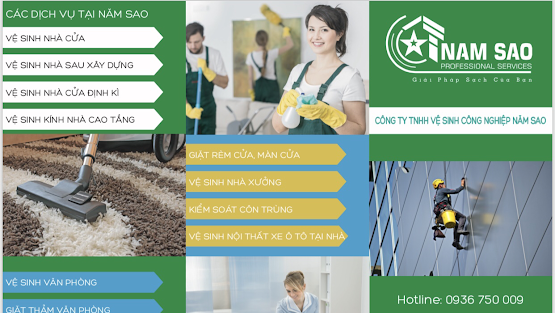 CÁC DỊCH VỤ TẠI NĂM SAO
VỆ SINH NHÀ CỬA
VỆ SINH NHÀ SAU XÂY DỰNG
VỆ SINH NHÀ CỬA ĐỊNH KÌ
VỆ SINH KÍNH NHÀ CAO TẦNG
GIẶT RÈM CỬA, MÀN CỬA
VỆ SINH NHÀ XƯỞNG
KIỂM SOÁT CÔN TRÙNG
VỆ SINH NỘI THẤT XE Ô TÔ TẠI NHÀ
VỆ SINH VĂN PHÒNG
GIẶT THẢM VĂN PHÒNG
NAM SAO
PROFESSIONAL SERVICES
Giải Pháp Sạch Của Bạn
CÔNG TY TNHH VỆ SINH CÔNG NGHIỆP NĂM SAO
Hotline: 0936 750 009